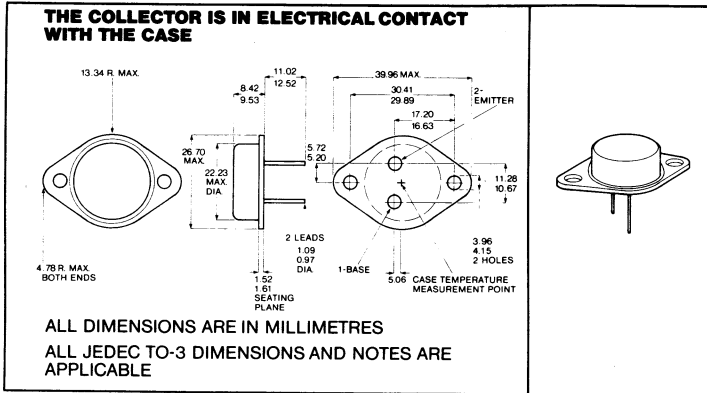 THE COLLECTOR IS IN ELECTRICAL CONTACT
WITH THE CASE
13.34 R. MAX.
8.42
9.53
11.02
12.52
39.96 MAX.
30.41
29.89
2-
EMITTER
17.20
16.63
26.70
MAX.
22.23
MAX.
DIA.
5.72
5.20
11.28
10.67
2 LEADS
1.09
0.97
DIA.
3.96
4.15
2 HOLES
4.78 R. MAX.
BOTH ENDS
1.52
1.61
SEATING
PLANE
1-BASE
5.06
CASE TEMPERATURE
MEASUREMENT POINT
ALL DIMENSIONS ARE IN MILLIMETRES
ALL JEDEC TO-3 DIMENSIONS AND NOTES ARE
APPLICABLE